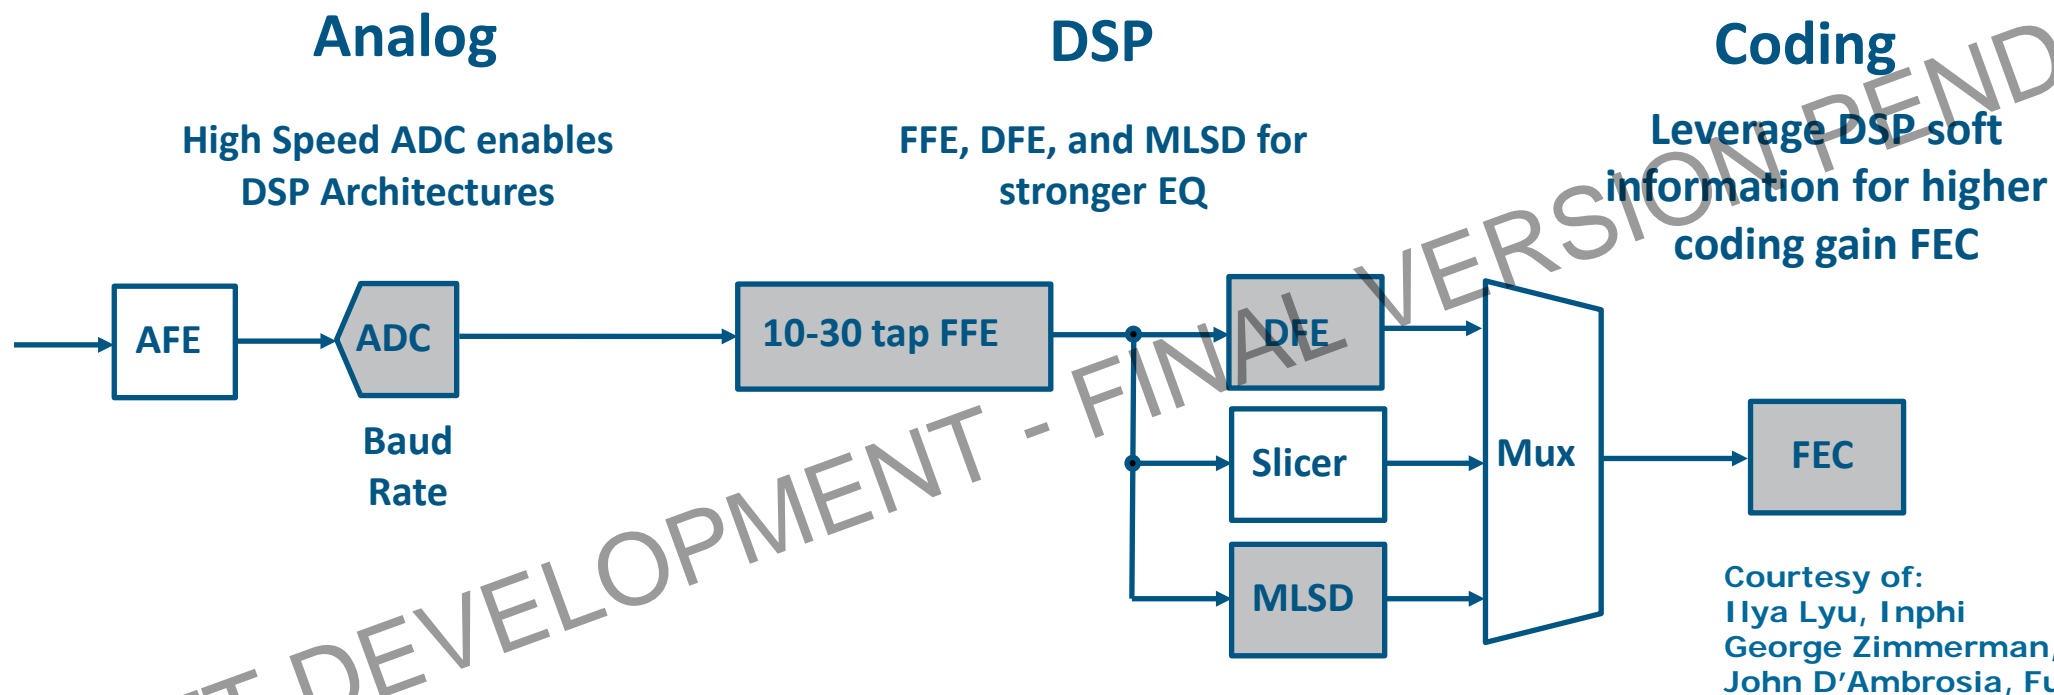 Analog
High Speed ADC enables
DSP Architectures
DSP
FFE, DFE, and MLSD for
stronger EQ
Coding
Leverage DSP soft
information for higher
coding gain FEC
AFE
ADC
Baud
Rate
10-30 tap FFE
DFE
Slicer
MLSD
Mux
FEC
Courtesy of:
Ilya Lyu, Inphi
George Zimmerman,
John D'Ambrosia,
DEVELOPMENT - FINAL VERSION